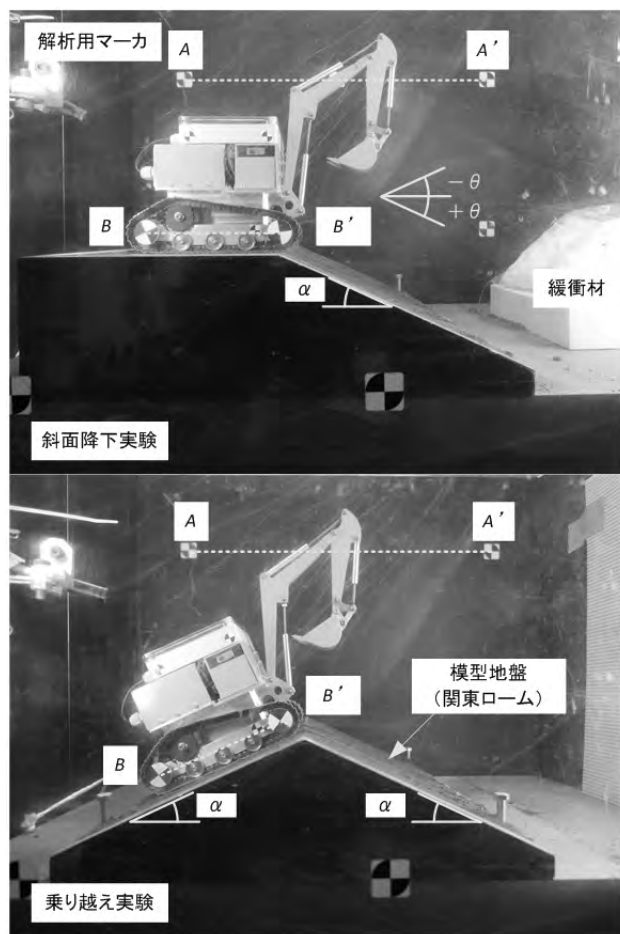 解析用マーカ
A
A’
B
B’
−θ
+θ
α
緩衝材
斜面降下実験
A
A’
B’
模型地盤
(関東ローム)
B
α
α
乗り越え実験